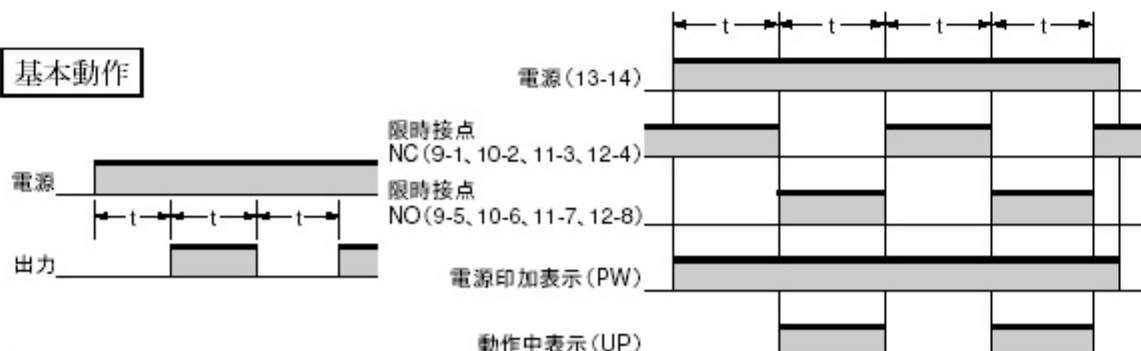 基本動作
電源
t t t
出力
t t t t
電源(13-14)
限時接点
NC(9-1、10-2、11-3、12-4)
限時接点
NO(9-5、10-6、11-7、12-8)
電源印加表示(PW)
動作中表示(UP)